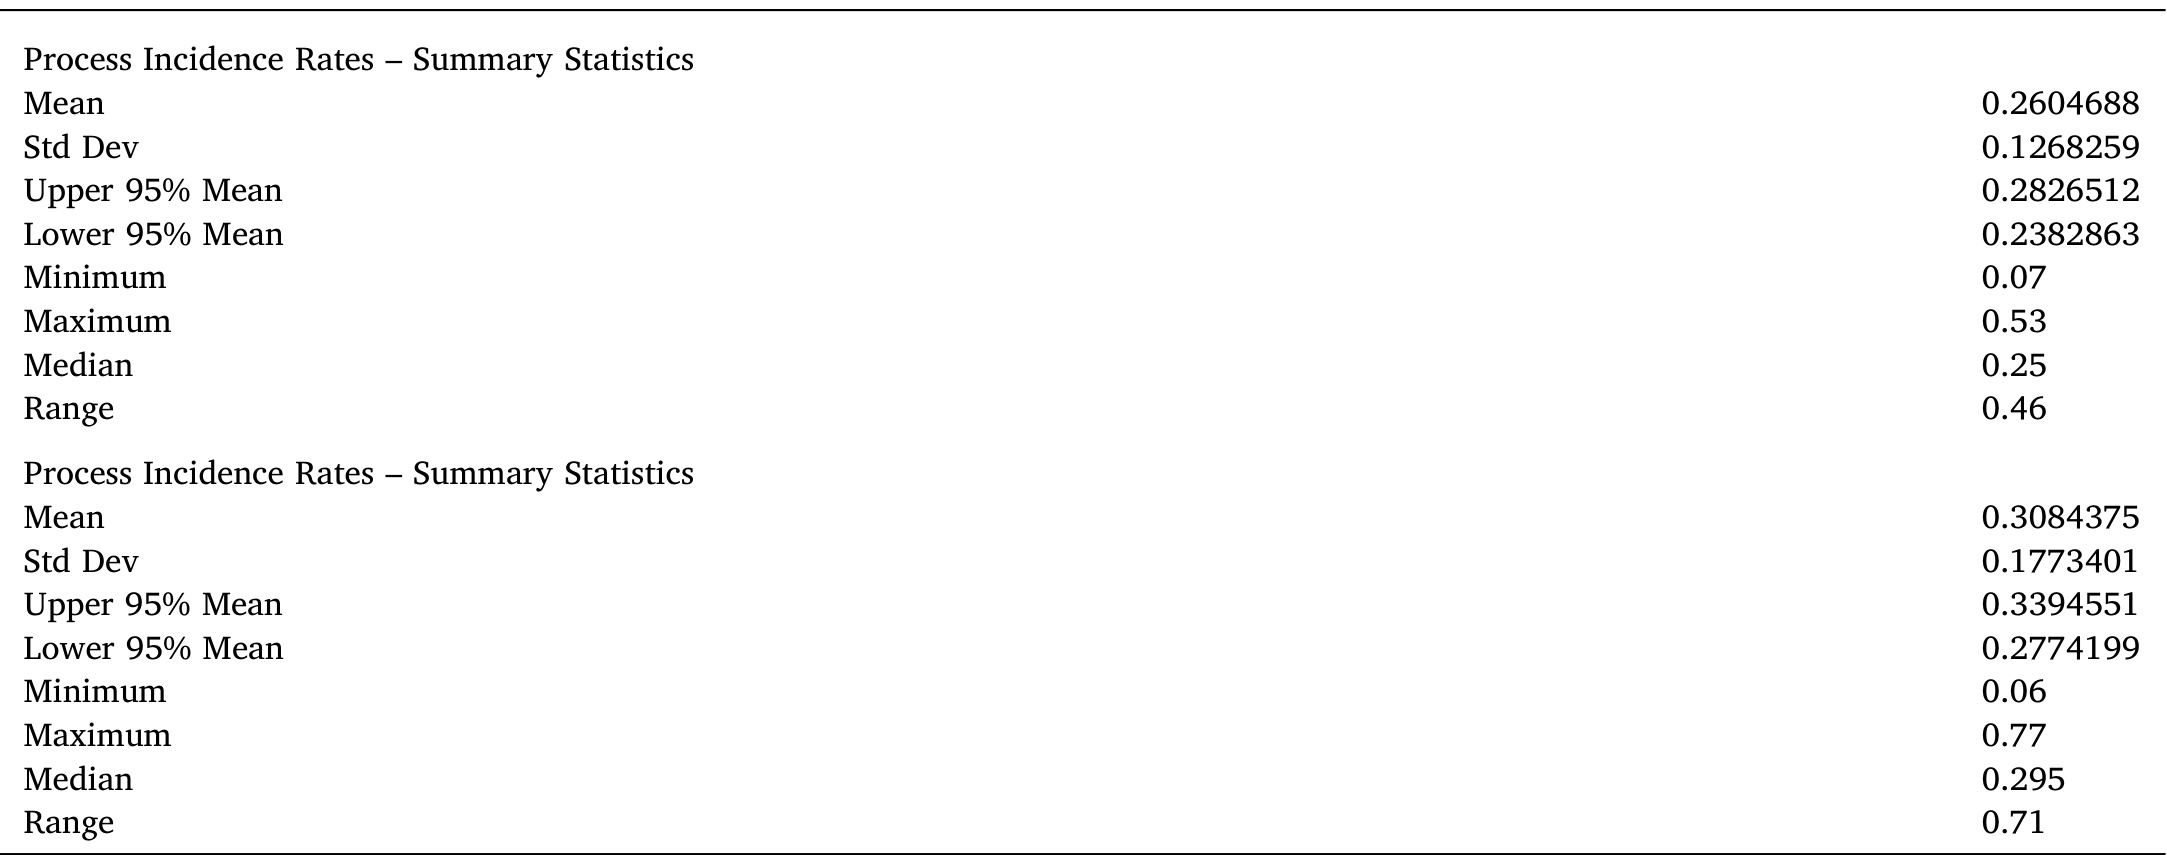 Process Incidence Rates – Summary Statistics
Mean 0.2604688
Std Dev 0.1268259
Upper 95% Mean 0.2826512
Lower 95% Mean 0.2382863
Minimum 0.07
Maximum 0.53
Median 0.25
Range 0.46
Process Incidence Rates – Summary Statistics
Mean 0.3084375
Std Dev 0.1773401
Upper 95% Mean 0.3394551
Lower 95% Mean 0.2774199
Minimum 0.06
Maximum 0.77
Median 0.295
Range 0.71